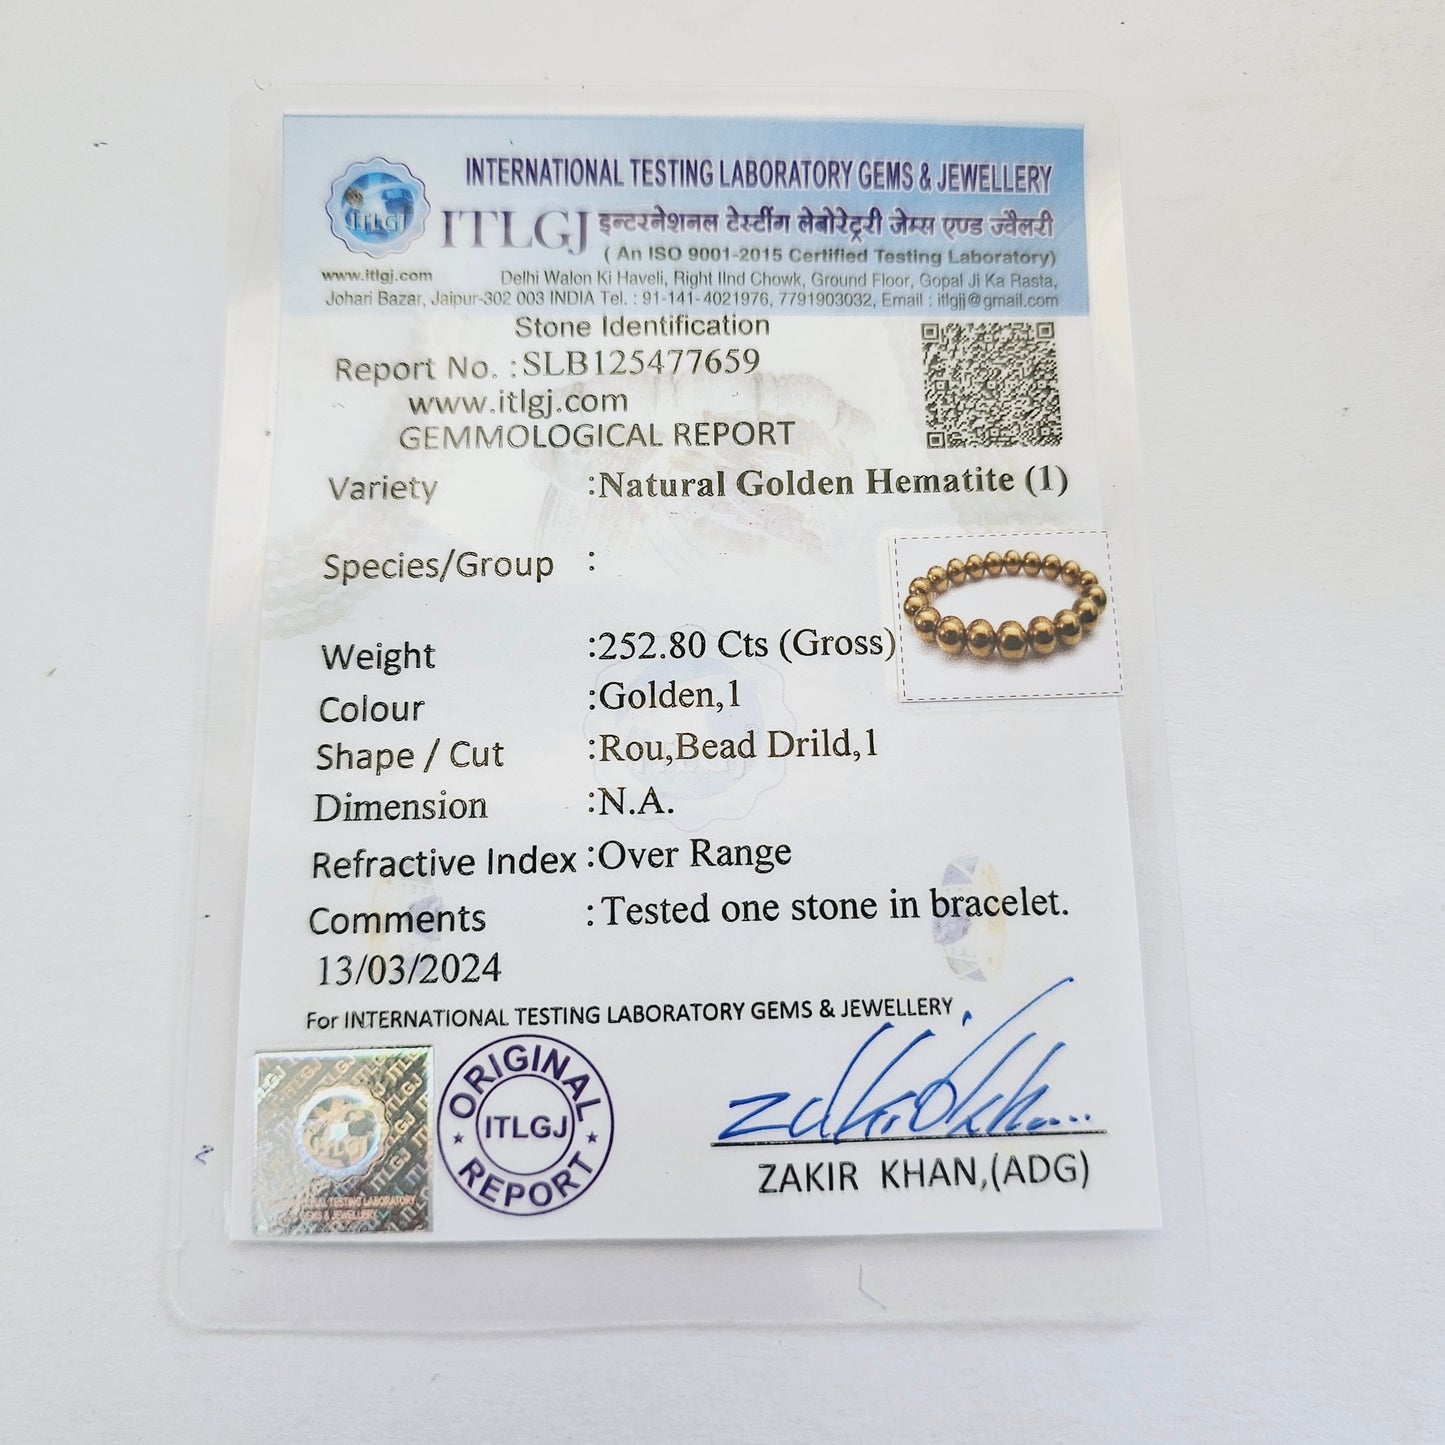 INTERNATIONAL TESTING LABORATORY GEMS & JEWELLERY
ITLGJ
ITLGJ इन्टरनेशनल टेस्टींग लेबोरेट्री जेम्स एण्ड ज्वैलरी
( An ISO 9001-2015 Certified Testing Laboratory)
www.itlgj.com Delhi Walon Ki Haveli, Right IInd Chowk, Ground Floor, Gopal Ji Ka Rasta,
Johari Bazar, Jaipur-302 003 INDIA Tel. : 91-141-4021976, 7791903032, Email : itlgjj@gmail.com
Stone Identification
Report No. :SLB125477659
www.itlgj.com
GEMMOLOGICAL REPORT
Variety :Natural Golden Hematite (1)
Species/Group :
Weight :252.80 Cts (Gross)
Colour :Golden,1
Shape / Cut :Rou,Bead Drild,1
Dimension :N.A.
Refractive Index :Over Range
Comments :Tested one stone in bracelet.
13/03/2024
For INTERNATIONAL TESTING LABORATORY GEMS & JEWELLERY
ORIGINAL
ITLGJ
REPORT
ZAKIR KHAN,(ADG)